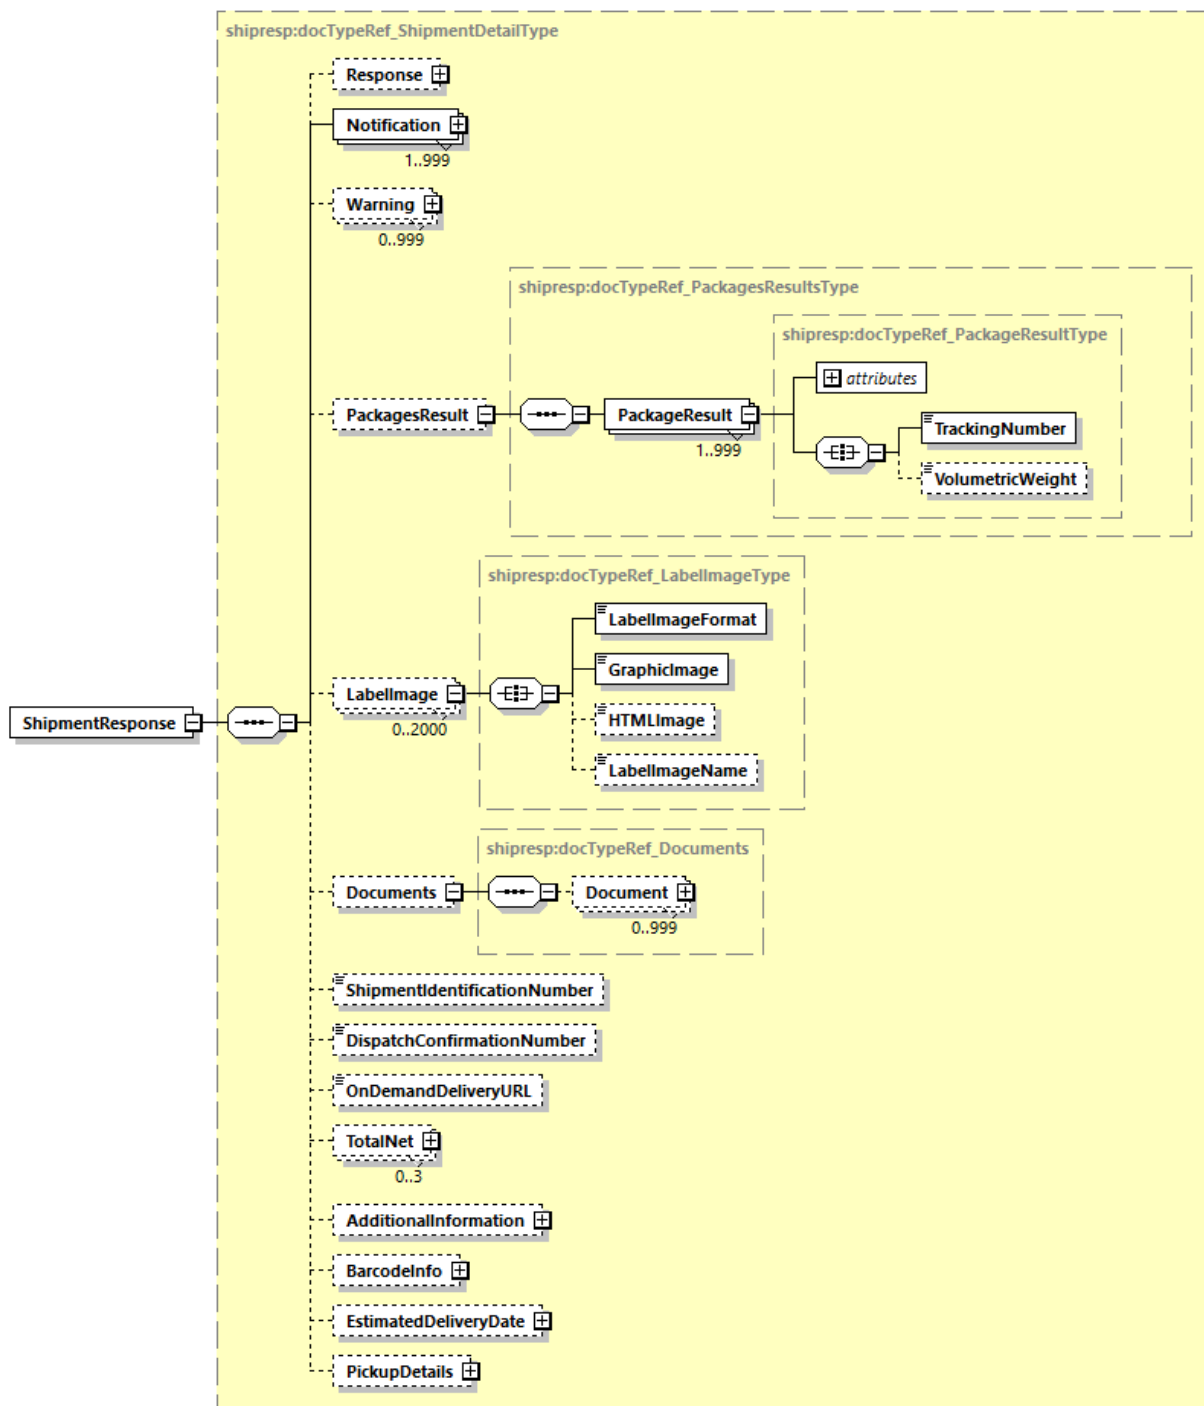 shipresp:docTypeRef_ShipmentDetailType
Response
Notification
1..999
Warning
0..999
shipresp:docTypeRef_PackagesResultsType
shipresp:docTypeRef_PackageResultType
attributes
PackagesResult
PackageResult
1..999
TrackingNumber
VolumetricWeight
shipresp:docTypeRef_LabelImageType
LabelImageFormat
GraphicImage
LabelImage
0..2000
HTMLImage
LabelImageName
ShipmentResponse
shipresp:docTypeRef_Documents
Documents
Document
0..999
ShipmentIdentificationNumber
DispatchConfirmationNumber
OnDemandDeliveryURL
TotalNet
0..3
AdditionalInformation
BarcodeInfo
EstimatedDeliveryDate
PickupDetails